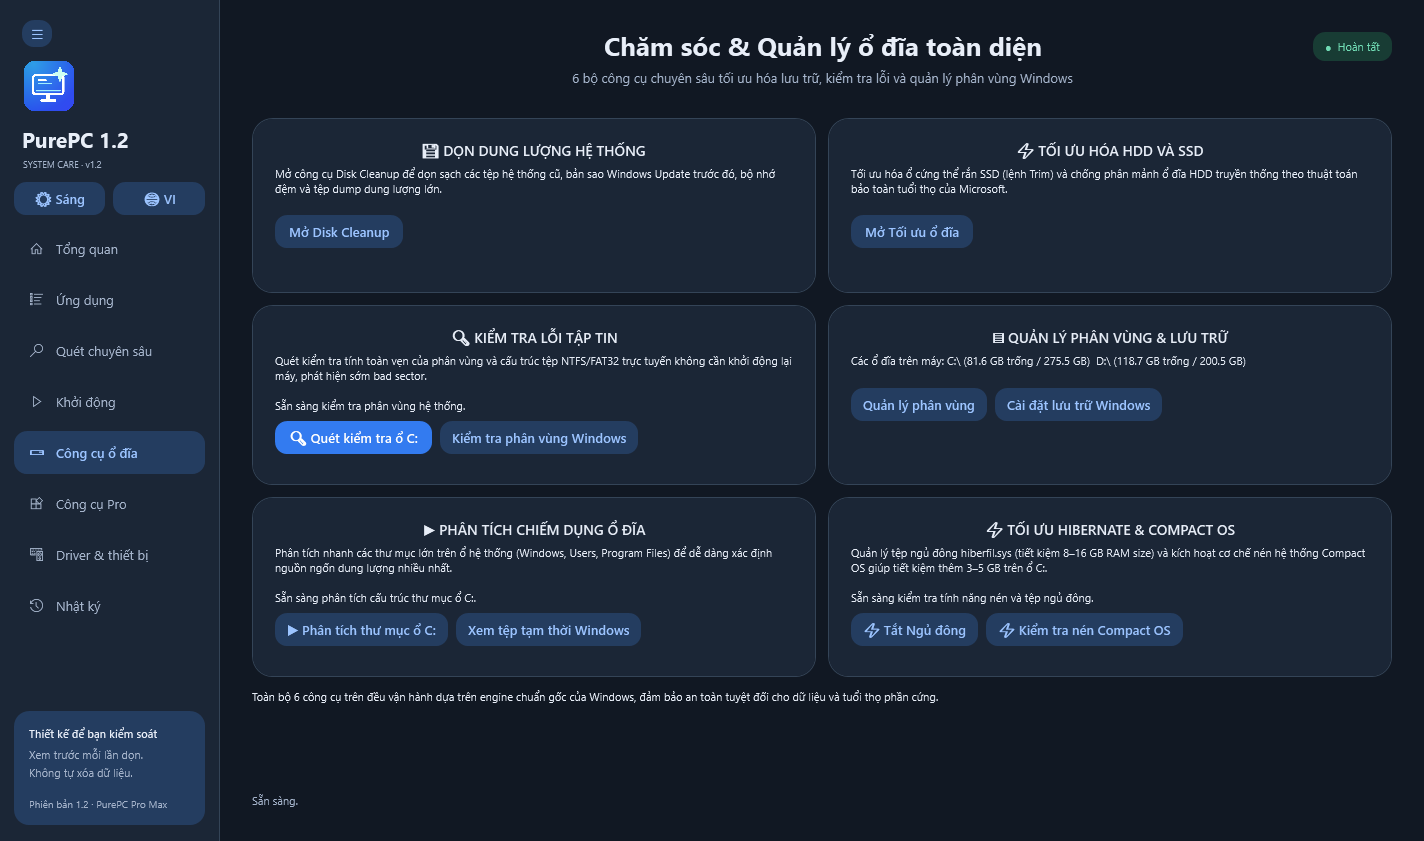 PurePC 1.2
SYSTEM CARE · v1.2
Sáng
VI
Tổng quan
Ứng dụng
Quét chuyên sâu
Khởi động
Công cụ ổ đĩa
Công cụ Pro
Driver & thiết bị
Nhật ký
Thiết kế để bạn kiểm soát
Xem trước mỗi lần dọn.
Không tự xóa dữ liệu.
Phiên bản 1.2 · PurePC Pro Max
Chăm sóc & Quản lý ổ đĩa toàn diện
6 bộ công cụ chuyên sâu tối ưu hóa lưu trữ, kiểm tra lỗi và quản lý phân vùng Windows
● Hoàn tất
DỌN DUNG LƯỢNG HỆ THỐNG
Mở công cụ Disk Cleanup để dọn sạch các tệp hệ thống cũ, bản sao Windows Update trước đó, bộ nhớ
đệm và tệp dump dung lượng lớn.
Mở Disk Cleanup
TỐI ƯU HÓA HDD VÀ SSD
Tối ưu hóa ổ cứng thể rắn SSD (lệnh Trim) và chống phân mảnh ổ đĩa HDD truyền thống theo thuật toán
bảo toàn tuổi thọ của Microsoft.
Mở Tối ưu ổ đĩa
KIỂM TRA LỖI TẬP TIN
Quét kiểm tra tính toàn vẹn của phân vùng và cấu trúc tệp NTFS/FAT32 trực tuyến không cần khởi động lại
máy, phát hiện sớm bad sector.
Sẵn sàng kiểm tra phân vùng hệ thống.
Quét kiểm tra ổ C:
Kiểm tra phân vùng Windows
QUẢN LÝ PHÂN VÙNG & LƯU TRỮ
Các ổ đĩa trên máy: C:\ (81.6 GB trống / 275.5 GB) D:\ (118.7 GB trống / 200.5 GB)
Quản lý phân vùng
Cài đặt lưu trữ Windows
▶ PHÂN TÍCH CHIẾM DỤNG Ổ ĐĨA
Phân tích nhanh các thư mục lớn trên ổ hệ thống (Windows, Users, Program Files) để dễ dàng xác định
nguồn ngốn dung lượng nhiều nhất.
Sẵn sàng phân tích cấu trúc thư mục ổ C:.
▶ Phân tích thư mục ổ C:
Xem tệp tạm thời Windows
TỐI ƯU HIBERNATE & COMPACT OS
Quản lý tệp ngủ đông hiberfil.sys (tiết kiệm 8–16 GB RAM size) và kích hoạt cơ chế nén hệ thống Compact
OS giúp tiết kiệm thêm 3–5 GB trên ổ C:.
Sẵn sàng kiểm tra tính năng nén và tệp ngủ đông.
Tắt Ngủ đông
Kiểm tra nén Compact OS
Toàn bộ 6 công cụ trên đều vận hành dựa trên engine chuẩn gốc của Windows, đảm bảo an toàn tuyệt đối cho dữ liệu và tuổi thọ phần cứng.
Sẵn sàng.